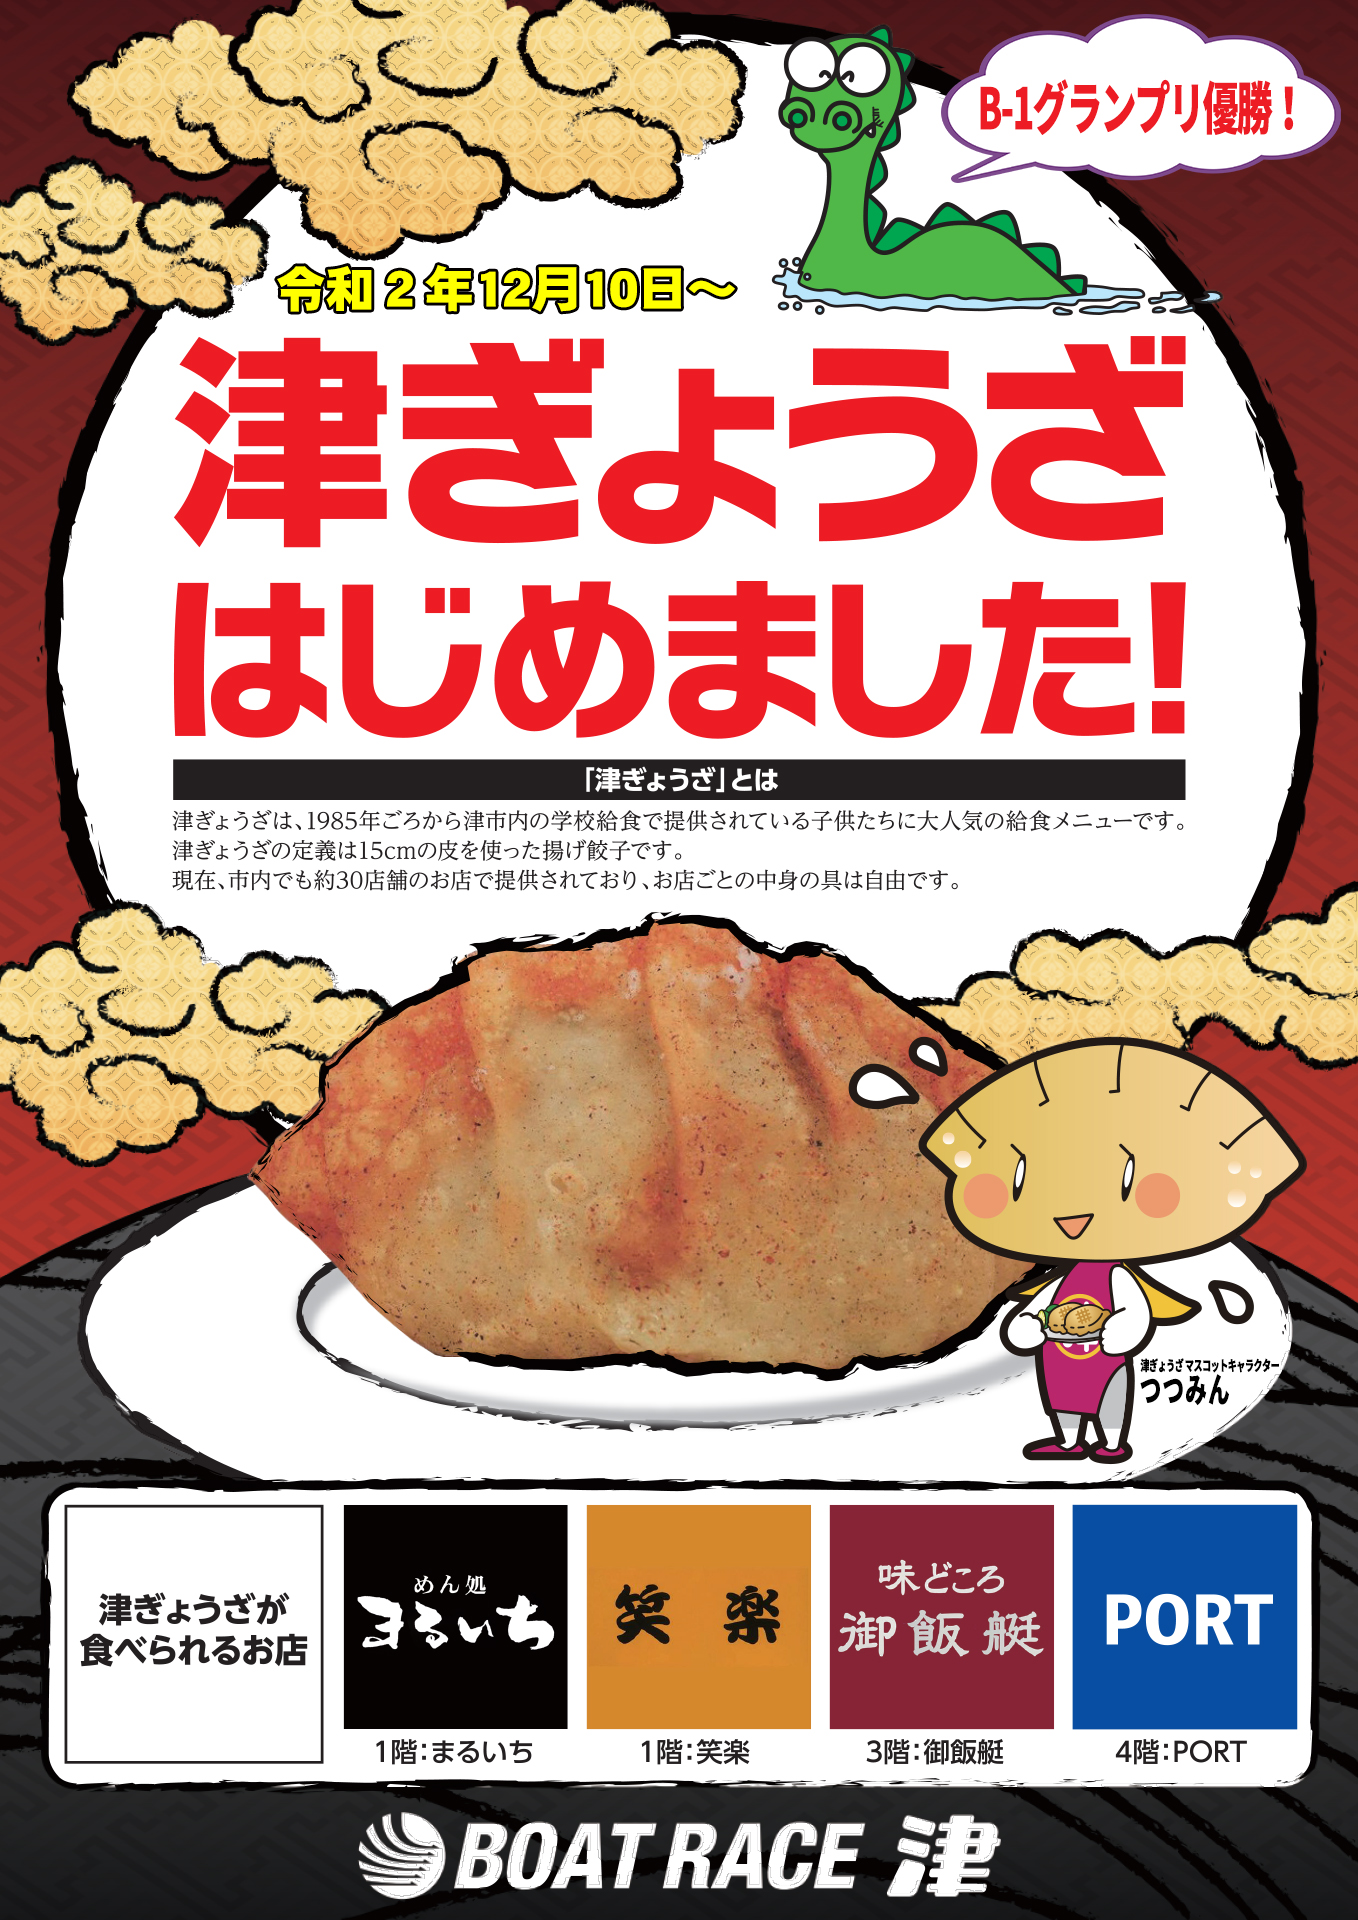 B-1グランプリ優勝！
令和２年12月10日～
津ぎょうざ
はじめました!
「津ぎょうざ」とは
津ぎょうざは、1985年ごろから津市内の学校給食で提供されている子供たちに大人気の給食メニューです。
津ぎょうざの定義は15cmの皮を使った揚げ餃子です。
現在、市内でも約30店舗のお店で提供されており、お店ごとの中身の具は自由です。
津ぎょうざマスコットキャラクター
つつみん
津ぎょうざが
食べられるお店
めん処
まるいち
笑楽
味どころ
御飯艇
PORT
1階：まるいち
1階：笑楽
3階：御飯艇
4階：PORT
BOAT RACE 津